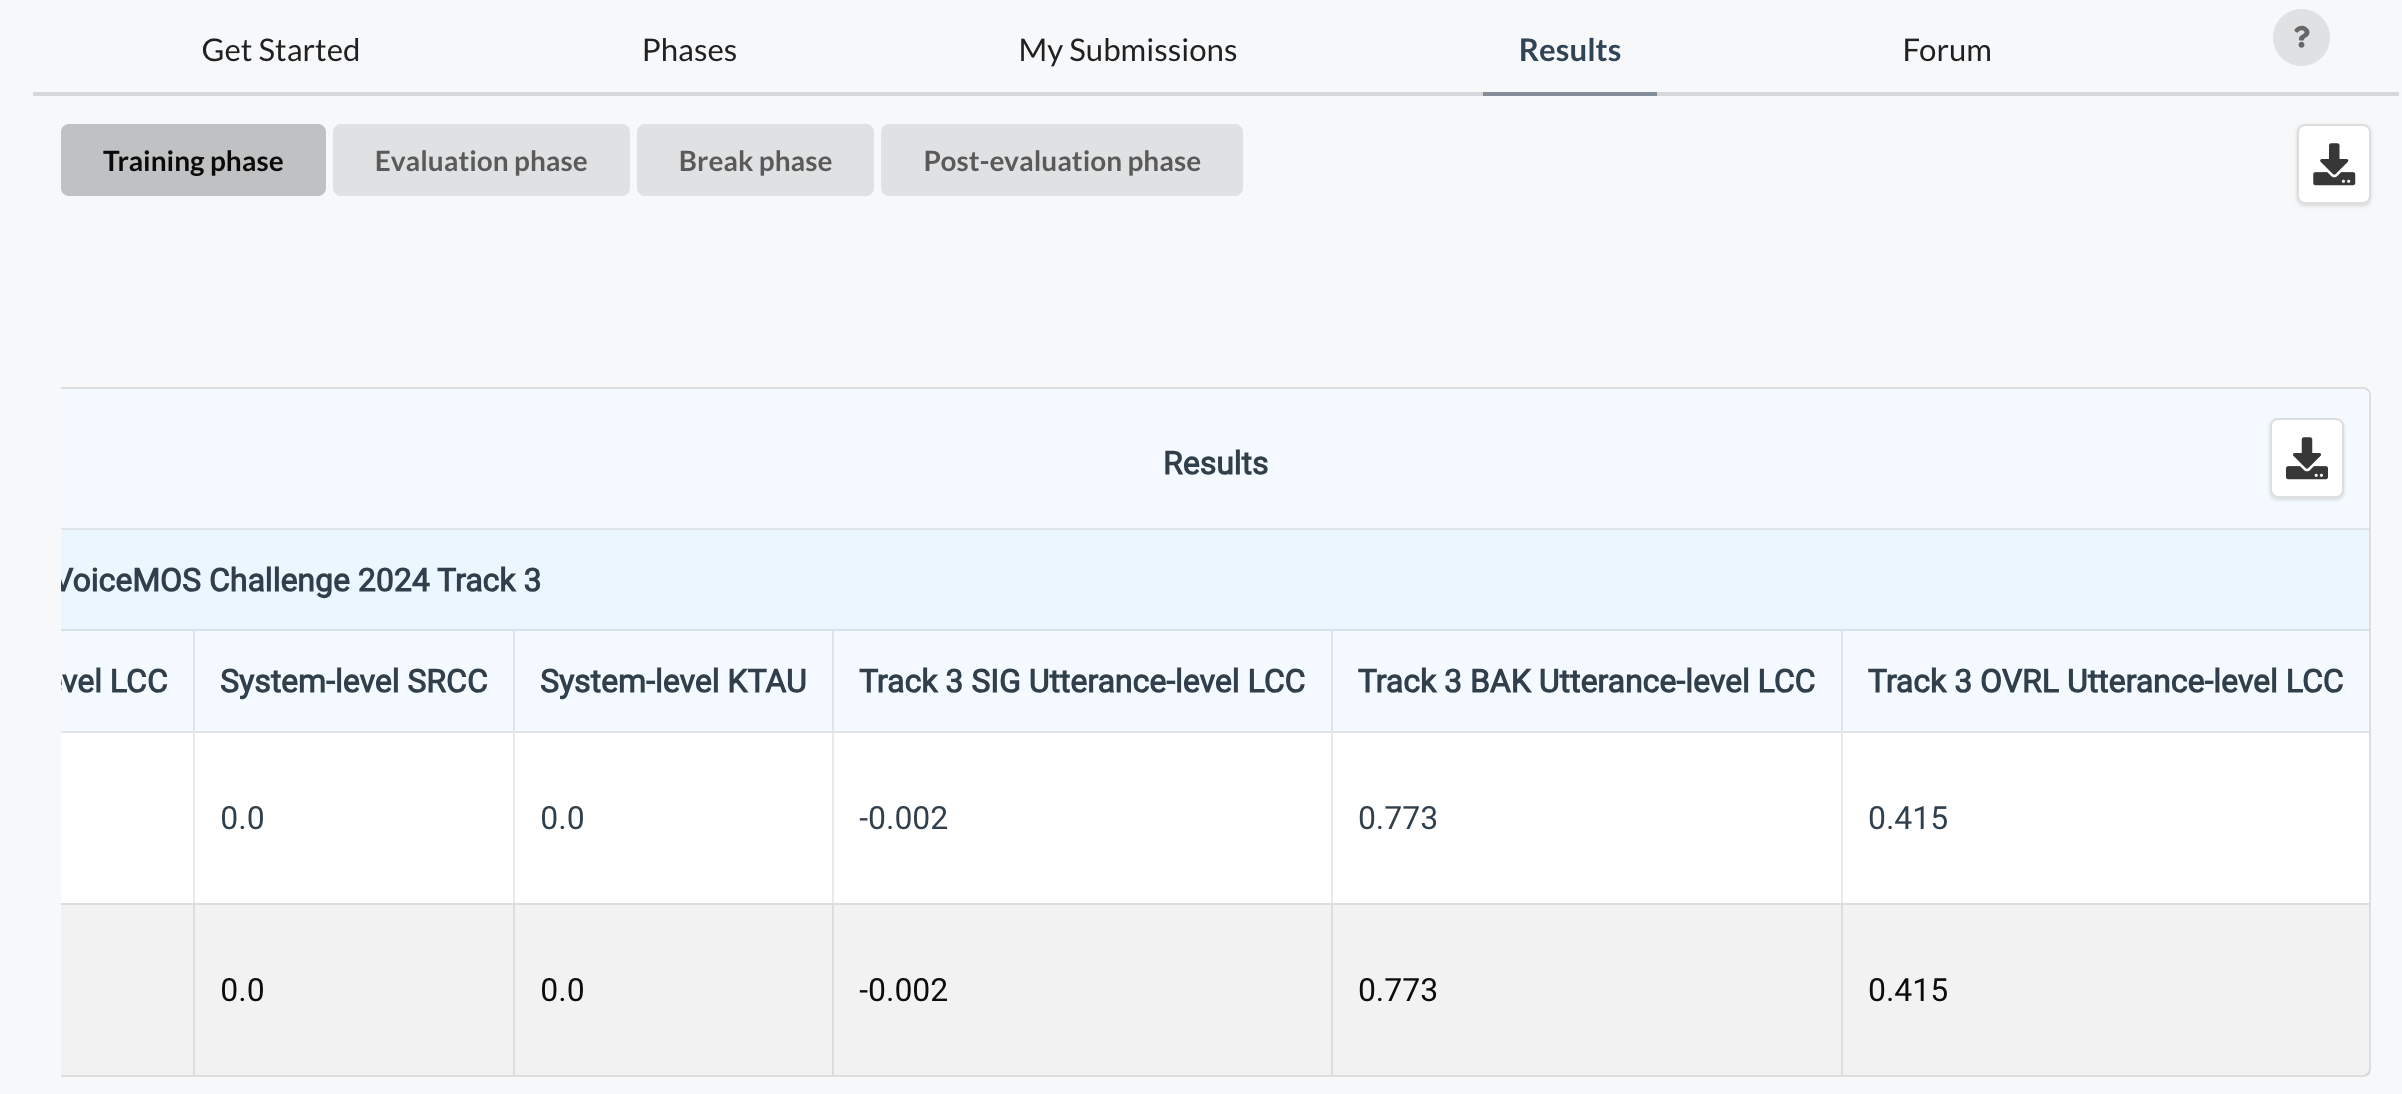 Get Started Phases My Submissions Results Forum ?
Training phase Evaluation phase Break phase Post-evaluation phase
Results
VoiceMOS Challenge 2024 Track 3
LCC System-level SRCC System-level KTAU Track 3 SIG Utterance-level LCC Track 3 BAK Utterance-level LCC Track 3 OVRL Utterance-level LCC
0.0 0.0 -0.002 0.773 0.415
0.0 0.0 -0.002 0.773 0.415